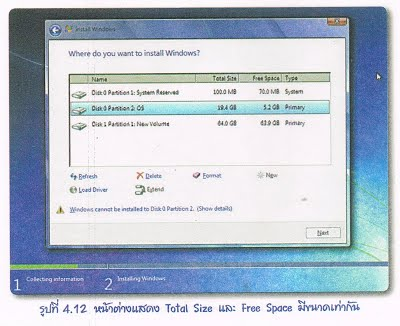 Install Windows
Where do you want to install Windows?
Name Total Size Free Space Type
Disk 0 Partition 1: System Reserved 100.0 MB 70.0 MB System
Disk 0 Partition 2: OS 19.4 GB 5.2 GB Primary
Disk 1 Partition 1: New Volume 64.0 GB 63.9 GB Primary
Refresh Delete Format New
Load Driver Extend
Windows cannot be installed to Disk 0 Partition 2. (Show details)
Next
1 Collecting information 2 Installing Windows
รูปที่ 4.12 หน้าต่างแสดง Total Size และ Free Space มีขนาดเท่ากัน